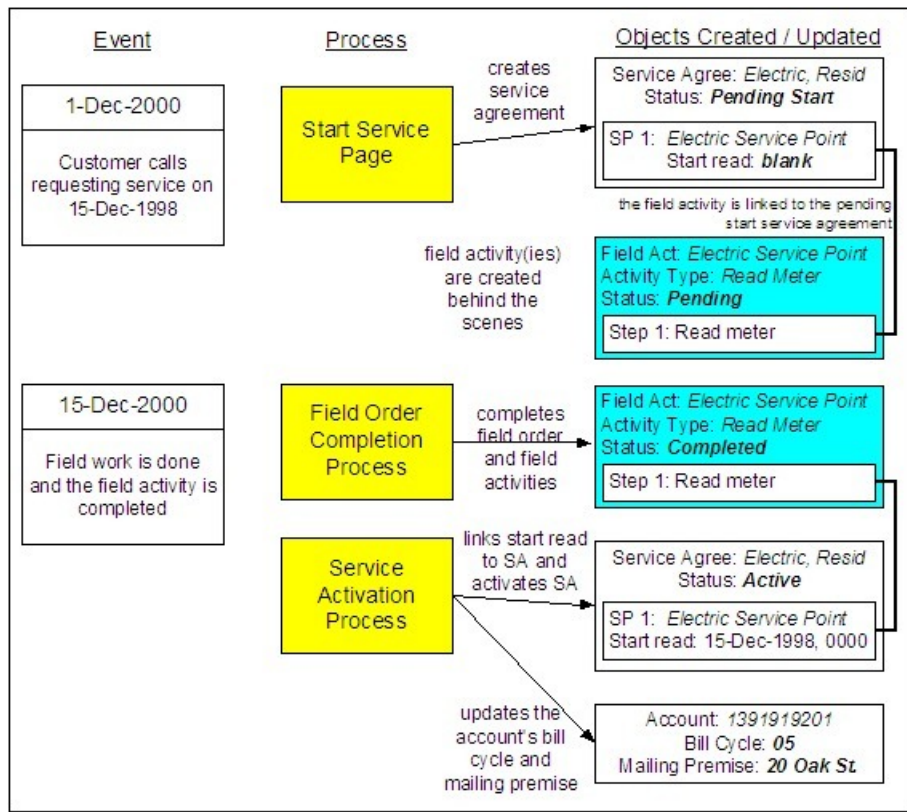 Event
Process
Objects Created / Updated
1-Dec-2000
Customer calls
requesting service on
15-Dec-1998
Start Service
Page
creates
service
agreement
Service Agree: Electric, Resid
Status: Pending Start
SP 1: Electric Service Point
Start read: blank
the field activity is linked to the pending
start service agreement
field activity(ies)
are created
behind the
scenes
Field Act: Electric Service Point
Activity Type: Read Meter
Status: Pending
Step 1: Read meter
15-Dec-2000
Field work is done
and the field activity is
completed
Field Order
Completion
Process
completes
field order
and field
activities
Field Act: Electric Service Point
Activity Type: Read Meter
Status: Completed
Step 1: Read meter
Service
Activation
Process
links start read
to SA and
activates SA
Service Agree: Electric, Resid
Status: Active
SP 1: Electric Service Point
Start read: 15-Dec-1998, 0000
updates the
account's bill
cycle and
mailing premise
Account: 1391919201
Bill Cycle: 05
Mailing Premise: 20 Oak St.